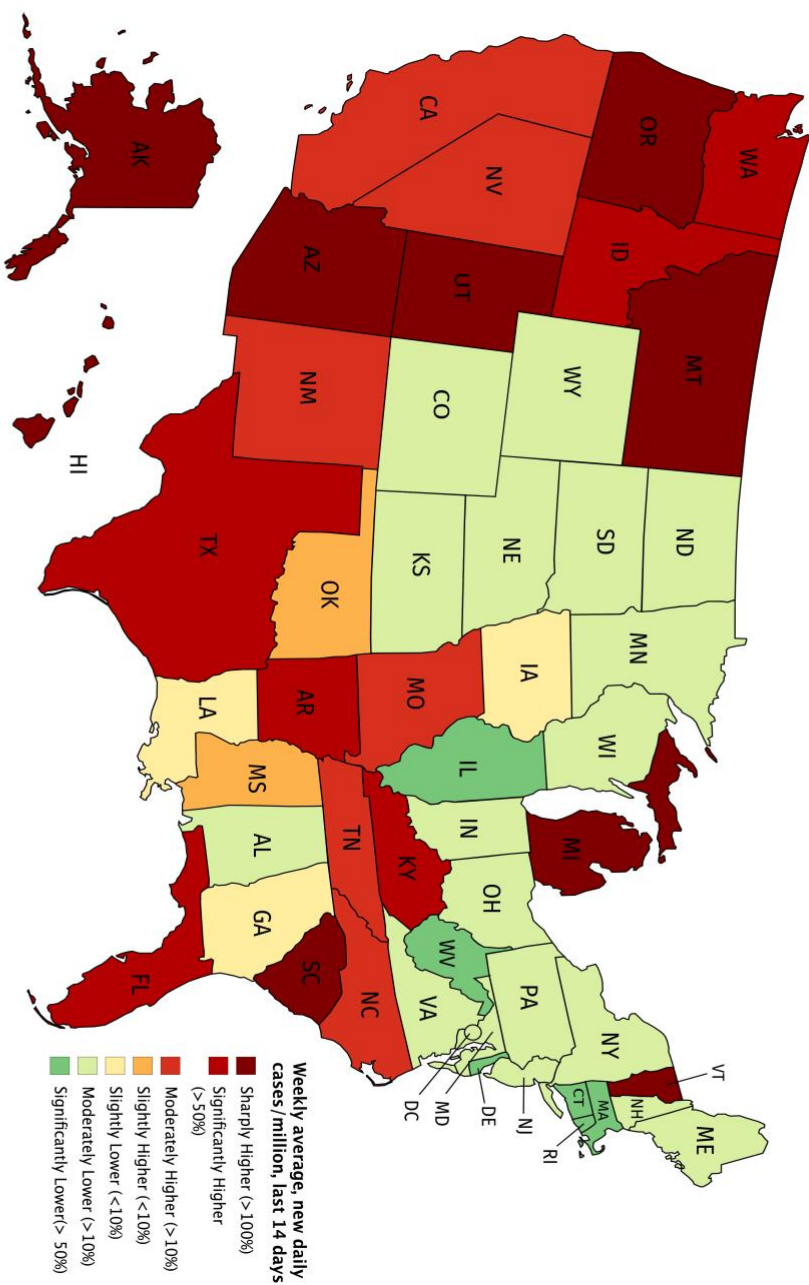 WA
OR
CA
NV
ID
MT
UT
AZ
WY
CO
NM
ND
SD
NE
KS
OK
TX
MN
IA
MO
AR
LA
WI
IL
MS
MI
IN
KY
TN
AL
OH
WV
GA
FL
SC
NC
VA
PA
NY
VT
NH
ME
MA
CT
RI
NJ
DE
MD
DC
AK
HI
Weekly average, new daily
cases/million, last 14 days
Sharply Higher (>100%)
Significantly Higher
(>50%)
Moderately Higher (>10%)
Slightly Higher (<10%)
Slightly Lower (<10%)
Moderately Lower (>10%)
Significantly Lower(> 50%)